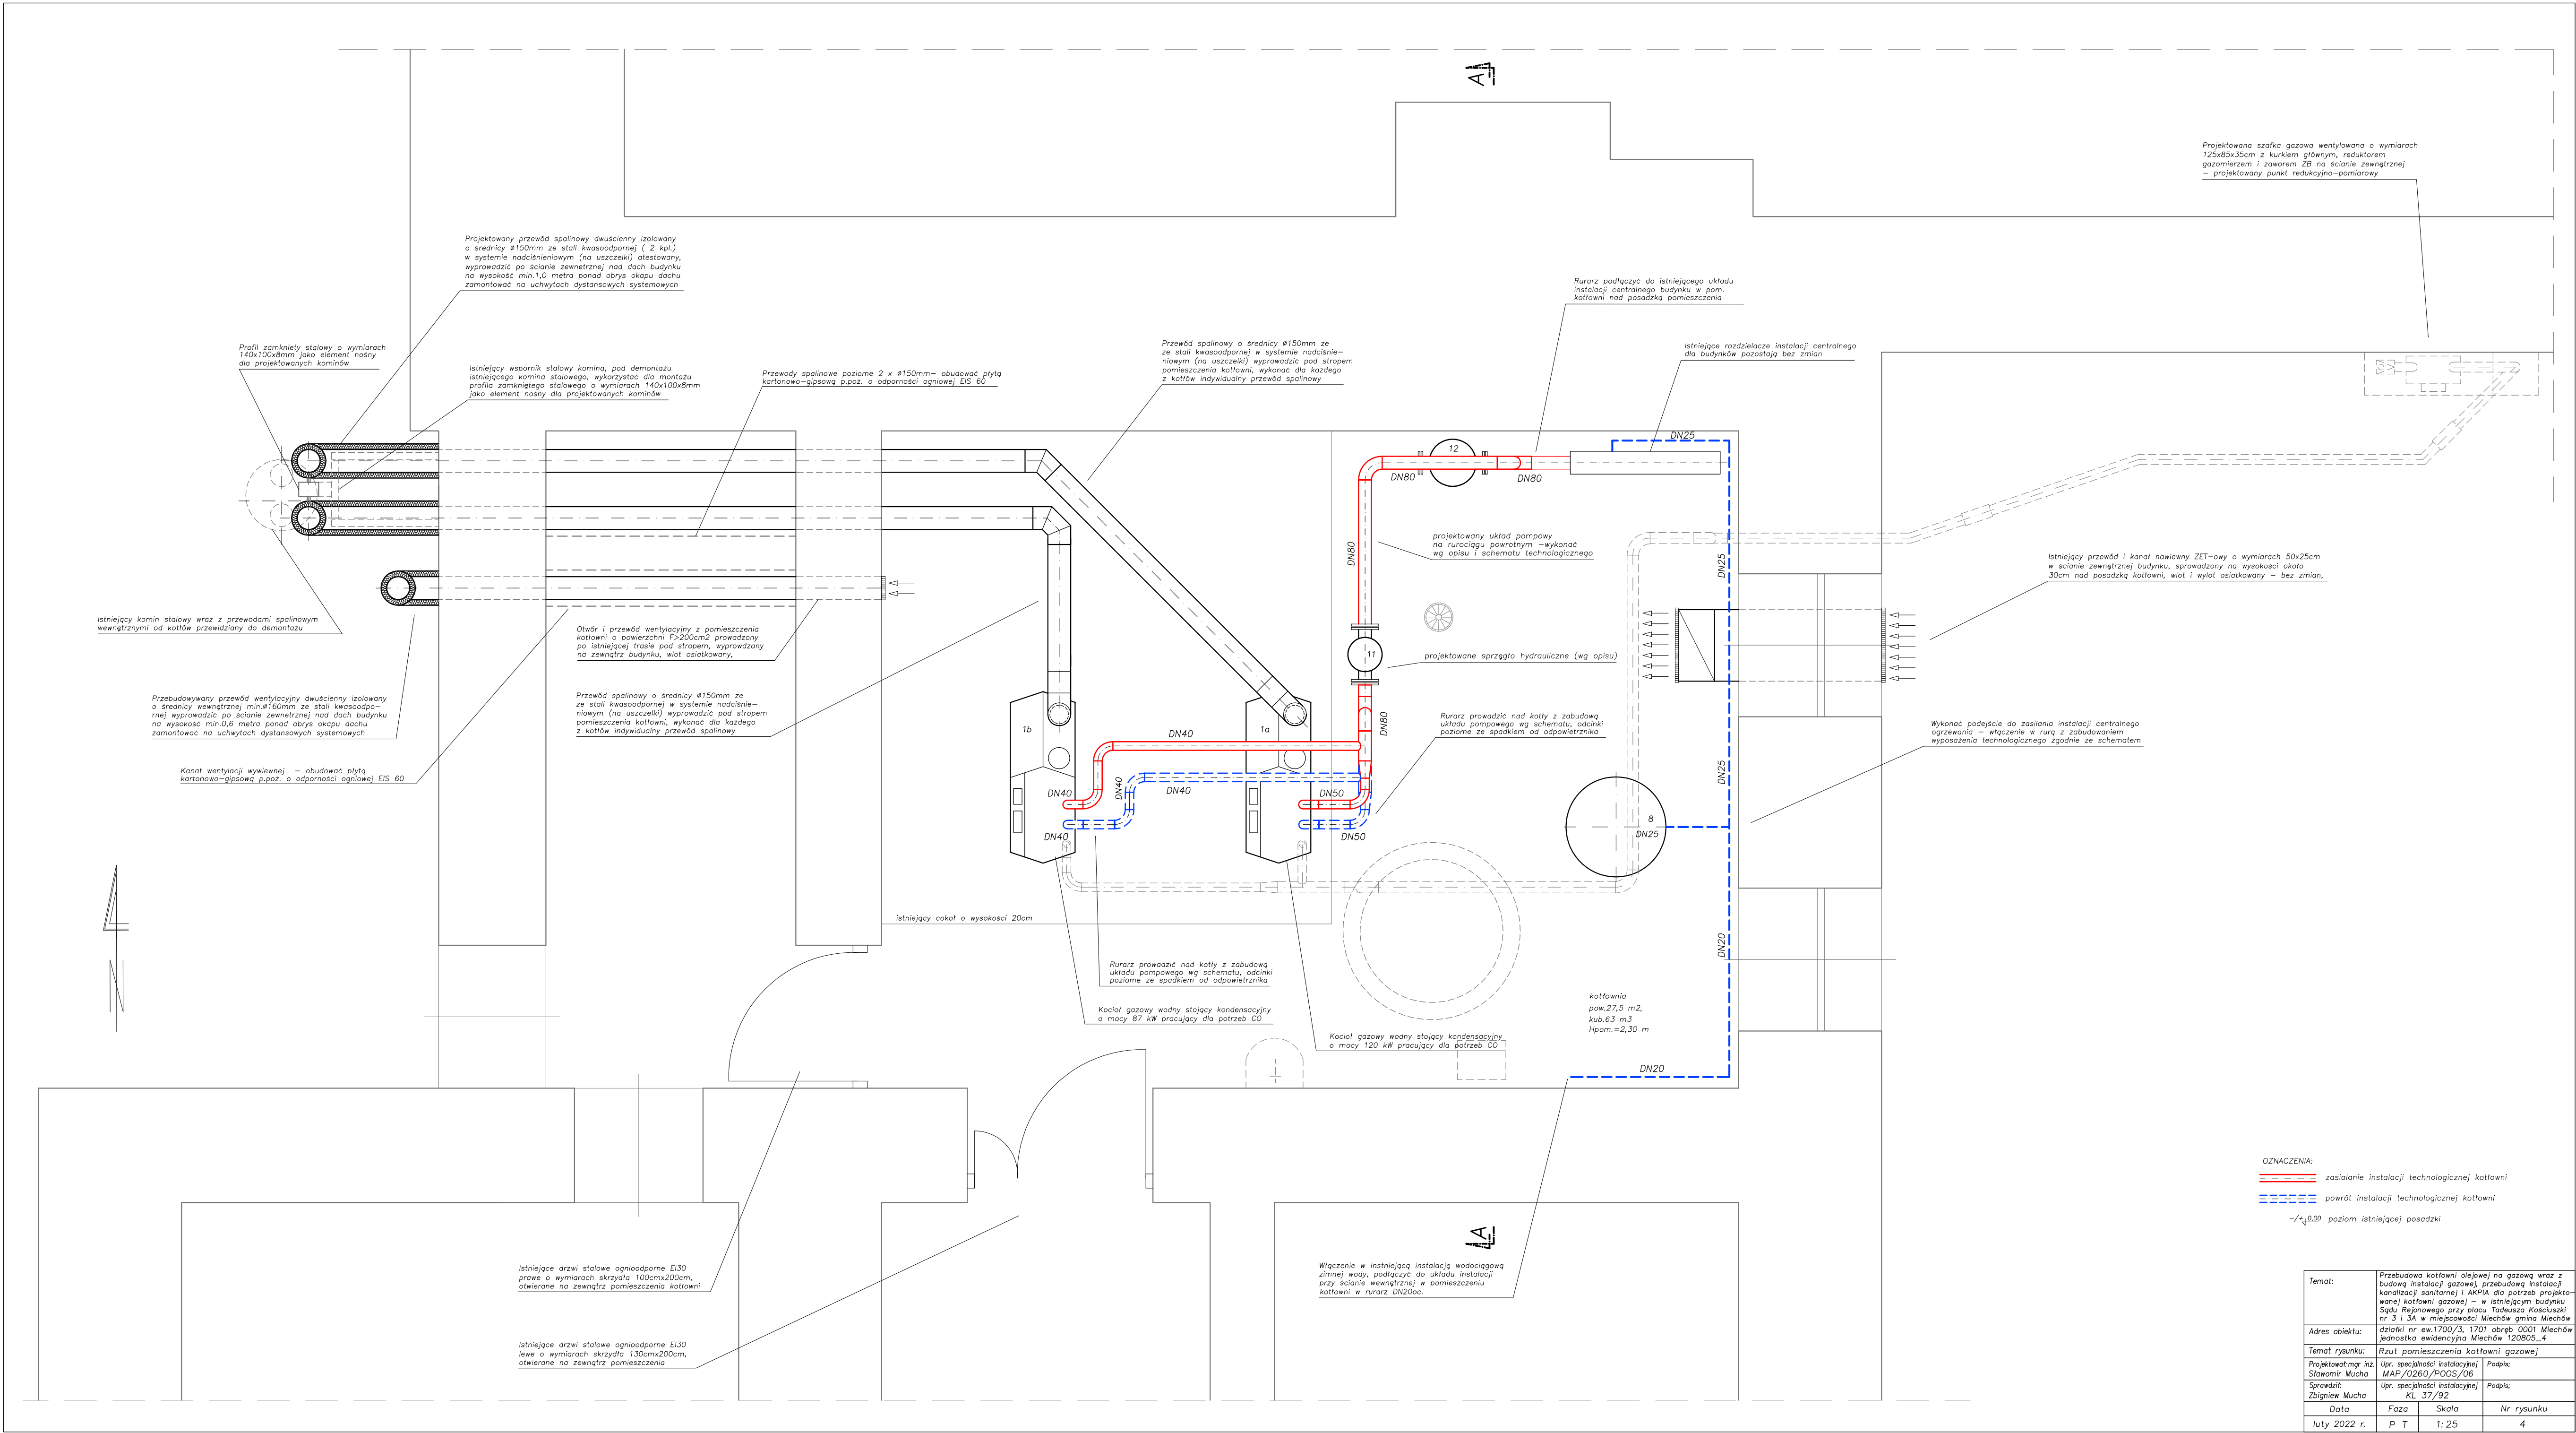 A
Projektowana szafka gazowa wentylowana o wymiarach
125x85x35cm z kurkiem głównym, reduktorem
gazomierzem i zaworem ZB na ścianie zewnętrznej
– projektowany punkt redukcyjno-pomiarowy
Projektowany przewód spalinowy dwuścienny izolowany
o średnicy ø150mm ze stali kwasoodpornej ( 2 kpl.)
w systemie nadciśnieniowym (na uszczelki) atestowany,
wyprowadzić po ścianie zewnetrznej nad dach budynku
na wysokość min.1,0 metra ponad obrys okapu dachu
zamontować na uchwytach dystansowych systemowych
Rurarz podłączyć do istniejącego układu
instalacji centralnego budynku w pom.
kotłowni nad posadzką pomieszczenia
Profil zamkniety stalowy o wymiarach
140x100x8mm jako element nośny
dla projektowanych kominów
Istniejący wspornik stalowy komina, pod demontażu
istniejącego komina stalowego, wykorzystać dla montażu
profila zamkniętego stalowego o wymiarach 140x100x8mm
jako element nośny dla projektowanych kominów
Przewody spalinowe poziome 2 x ø150mm– obudować płytą
kartonowo-gipsową p.poż. o odporności ogniowej EIS 60
Przewód spalinowy o średnicy ø150mm ze
ze stali kwasoodpornej w systemie nadciśnie–
niowym (na uszczelki) wyprowadzić pod stropem
pomieszczenia kotłowni, wykonać dla każdego
z kotłów indywidualny przewód spalinowy
Istniejące rozdzielacze instalacji centralnego
dla budynków pozostają bez zmian
DN25
12
DN80
DN80
DN80
projektowany układ pompowy
na rurociągu powrotnym –wykonać
wg opisu i schematu technologicznego
DN25
Istniejący przewód i kanał nawiewny ZET-owy o wymiarach 50x25cm
w ścianie zewnętrznej budynku, sprowadzony na wysokości około
30cm nad posadzką kotłowni, wlot i wylot osiatkowany – bez zmian,
Istniejący komin stalowy wraz z przewodami spalinowym
wewnętrznymi od kotłów przewidziany do demontażu
Otwór i przewód wentylacyjny z pomieszczenia
kotłowni o powierzchni F>200cm2 prowadzony
po istniejącej trasie pod stropem, wyprowdzany
na zewnątrz budynku, wlot osiatkowany,
11
projektowane sprzęgło hydrauliczne (wg opisu)
Przebudowywany przewód wentylacyjny dwuścienny izolowany
o średnicy wewnętrznej min.ø160mm ze stali kwasoodpo–
rnej wyprowadzić po ścianie zewnetrznej nad dach budynku
na wysokość min.0,6 metra ponad obrys okapu dachu
zamontować na uchwytach dystansowych systemowych
Przewód spalinowy o średnicy ø150mm ze
ze stali kwasoodpornej w systemie nadciśnie–
niowym (na uszczelki) wyprowadzić pod stropem
pomieszczenia kotłowni, wykonać dla każdego
z kotłów indywidualny przewód spalinowy
1b
1a
DN40
DN80
Rurarz prowadzić nad kotły z zabudową
układu pompowego wg schematu, odcinki
poziome ze spadkiem od odpowietrznika
Wykonać podejście do zasilania instalacji centralnego
ogrzewania – włączenie w rurą z zabudowaniem
wyposażenia technologicznego zgodnie ze schematem
Kanał wentylacji wywiewnej – obudować płytą
kartonowo-gipsową p.poż. o odporności ogniowej EIS 60
DN40
DN40
DN40
DN50
DN25
DN40
DN50
8
DN25
istniejący cokoł o wysokości 20cm
DN20
Rurarz prowadzić nad kotły z zabudową
układu pompowego wg schematu, odcinki
poziome ze spadkiem od odpowietrznika
Kocioł gazowy wodny stojący kondensacyjny
o mocy 87 kW pracujący dla potrzeb CO
Kocioł gazowy wodny stojący kondensacyjny
o mocy 120 kW pracujący dla potrzeb CO
kotłownia
pow.27,5 m2,
kub.63 m3
Hpom.=2,30 m
DN20
N
OZNACZENIA:
zasialanie instalacji technologicznej kotłowni
powrót instalacji technologicznej kotłowni
-/+ 0,00 poziom istniejącej posadzki
A
Istniejące drzwi stalowe ognioodporne EI30
prawe o wymiarach skrzydła 100cmx200cm,
otwierane na zewnątrz pomieszczenia kotłowni
Włączenie w instniejącą instalację wodociągową
zimnej wody, podłączyć do układu instalacji
przy ścianie wewnętrznej w pomieszczeniu
kotłowni w rurarz DN20oc.
Istniejące drzwi stalowe ognioodporne EI30
lewe o wymiarach skrzydła 130cmx200cm,
otwierane na zewnątrz pomieszczenia
Temat:
Przebudowa kotłowni olejowej na gazową wraz z
budową instalacji gazowej, przebudową instalacji
kanalizacji sanitarnej i AKPiA dla potrzeb projekto–
wanej kotłowni gazowej – w istniejącym budynku
Sądu Rejonowego przy placu Tadeusza Kościuszki
nr 3 i 3A w miejscowości Miechów gmina Miechów
Adres obiektu:
działki nr ew.1700/3, 1701 obręb 0001 Miechów
jednostka ewidencyjna Miechów 120805_4
Temat rysunku: Rzut pomieszczenia kotłowni gazowej
Projektował:mgr inż. Upr. specjalności instalacyjnej Podpis;
Sławomir Mucha MAP/0260/POOS/06
Sprawdził: Upr. specjalności instalacyjnej Podpis;
Zbigniew Mucha KL 37/92
Data Faza Skala Nr rysunku
luty 2022 r. P T 1:25 4